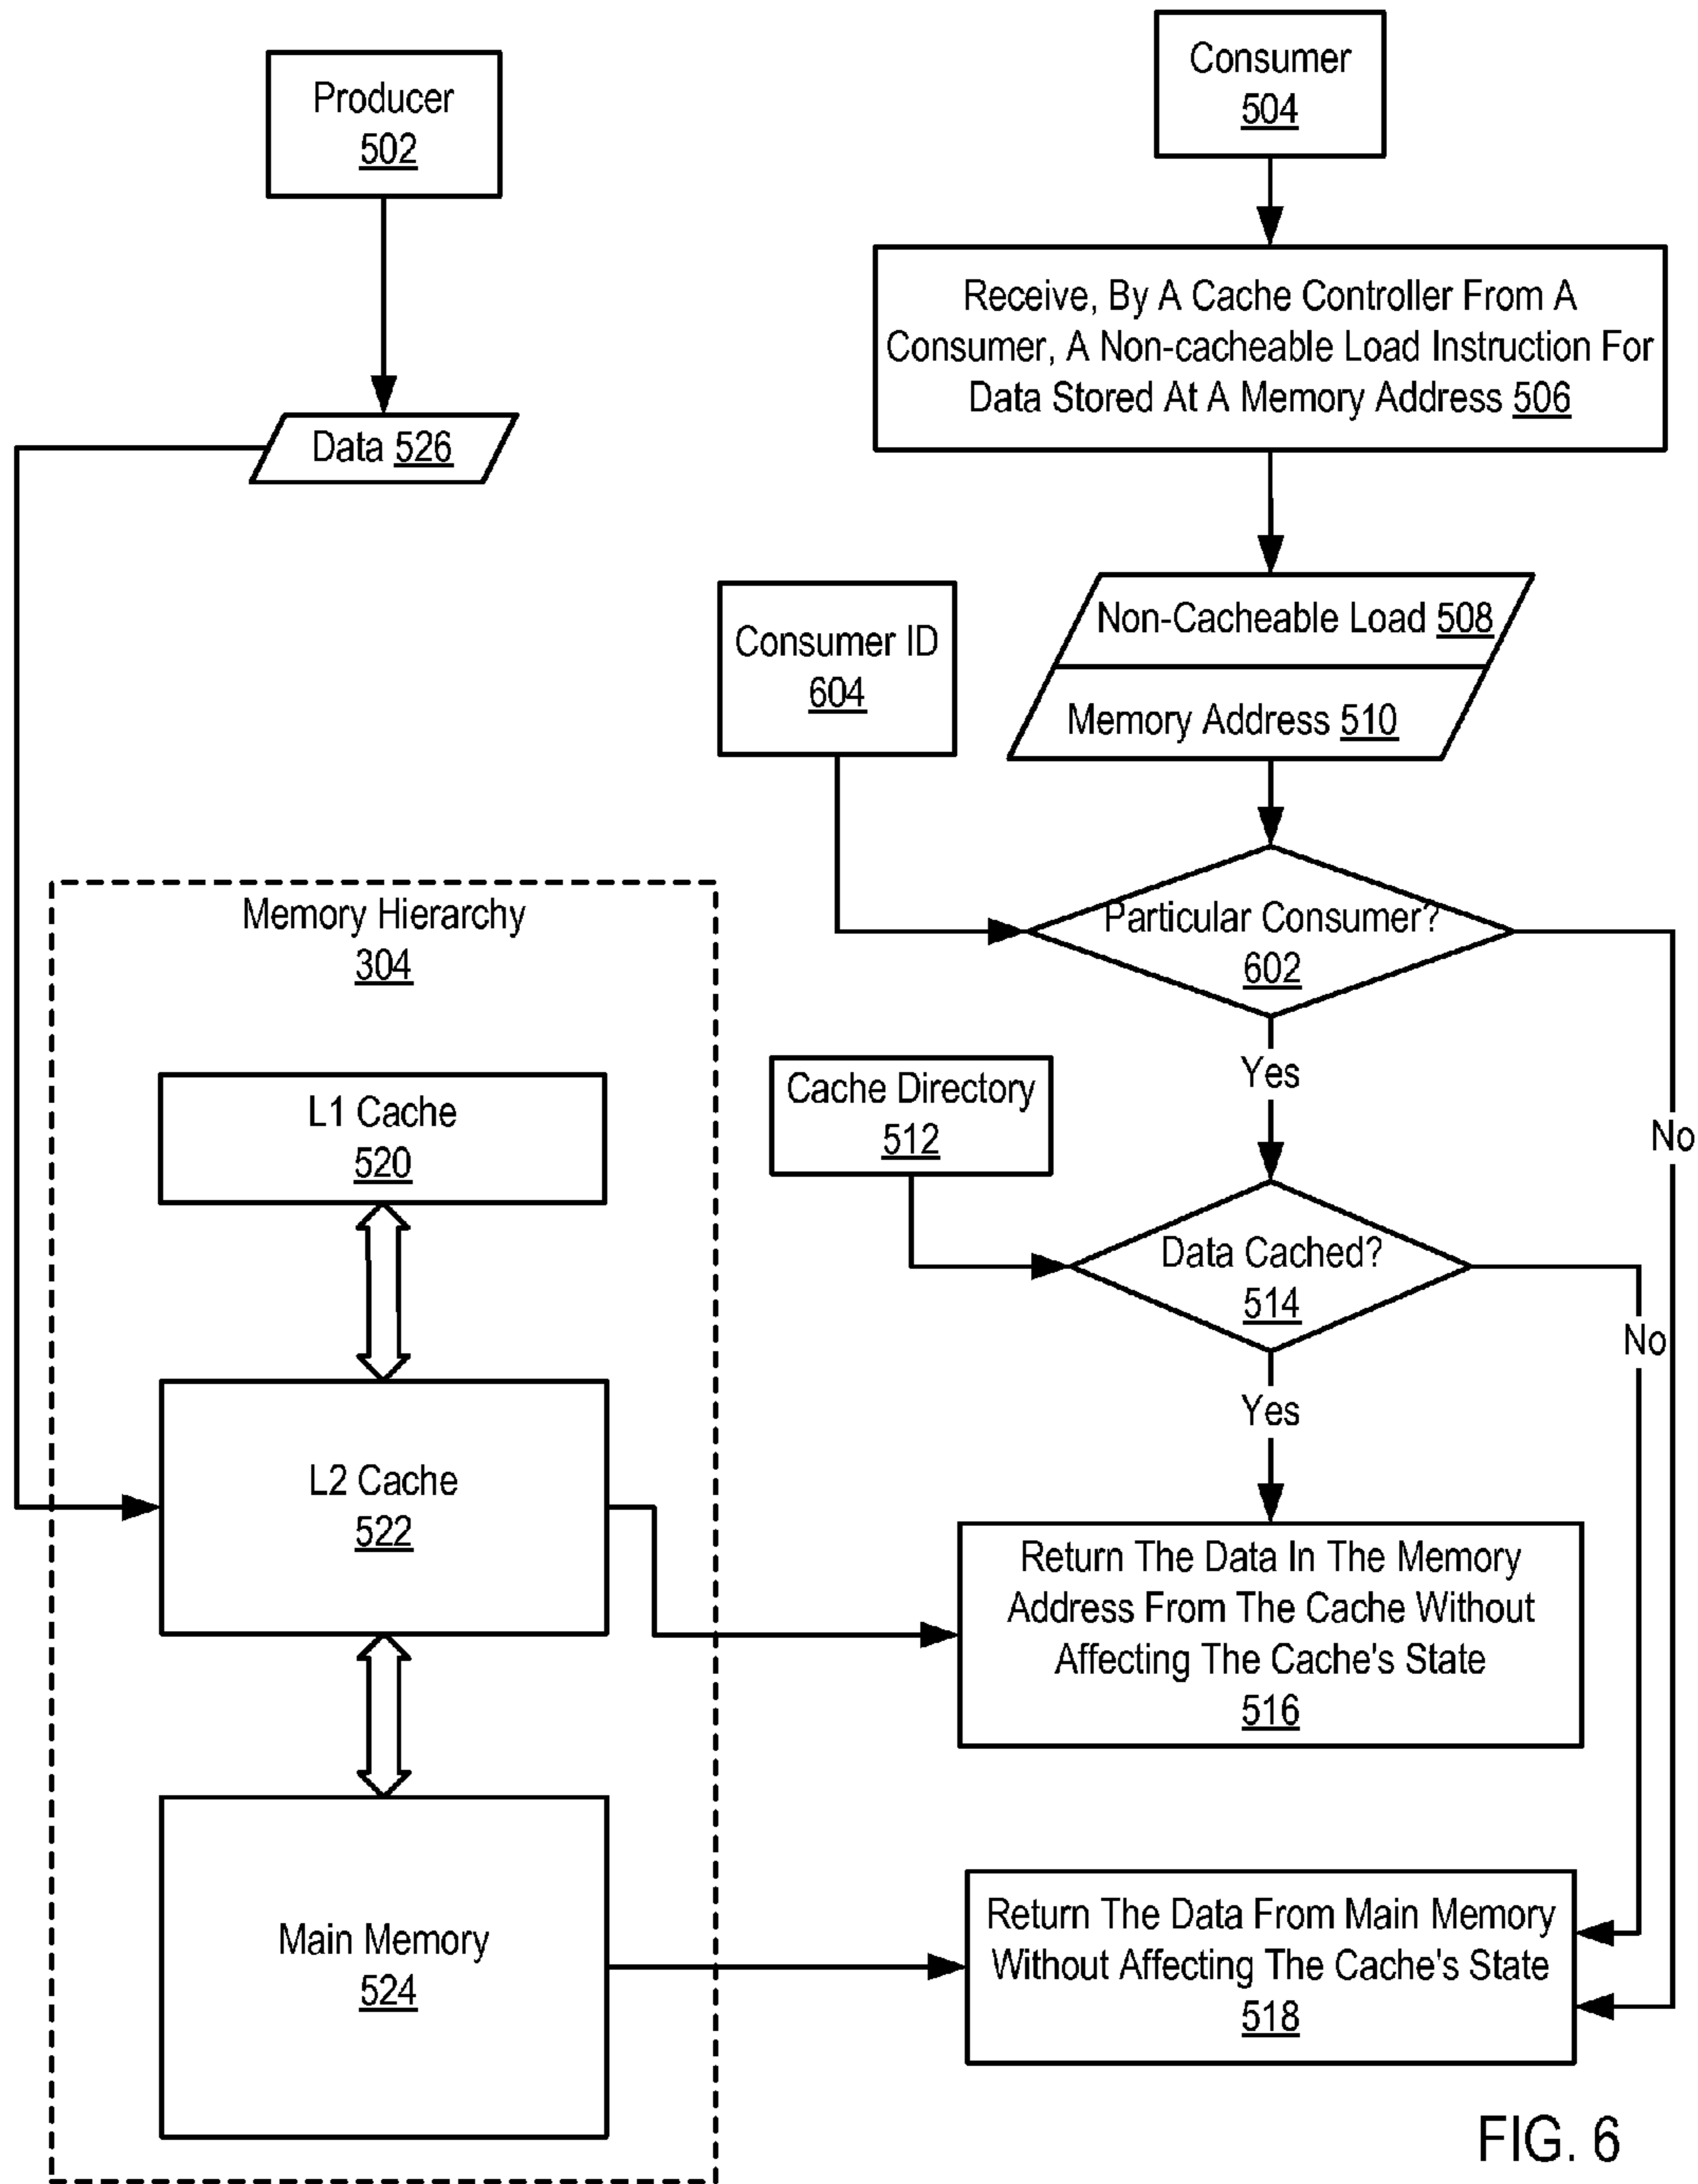 Consumer
504
Producer
502
Receive, By A Cache Controller From A
Consumer, A Non-cacheable Load Instruction For
Data Stored At A Memory Address 506
Data 526
Non-Cacheable Load 508
Memory Address 510
Consumer ID
604
Particular Consumer?
602
Yes
No
Memory Hierarchy
304
L1 Cache
520
Cache Directory
512
Data Cached?
514
Yes
No
L2 Cache
522
Return The Data In The Memory
Address From The Cache Without
Affecting The Cache's State
516
Main Memory
524
Return The Data From Main Memory
Without Affecting The Cache's State
518
FIG. 6